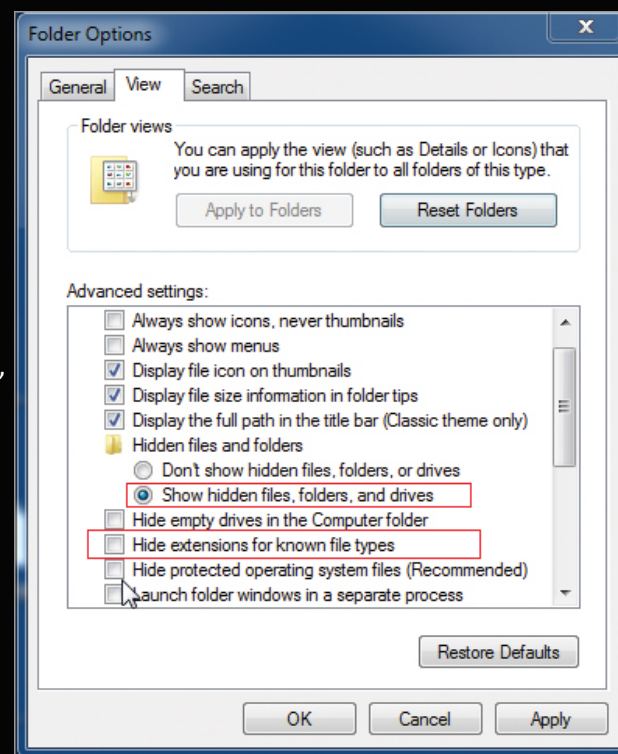 Folder Options
General View Search
Folder views
You can apply the view (such as Details or Icons) that
you are using for this folder to all folders of this type.
Apply to Folders Reset Folders
Advanced settings:
Always show icons, never thumbnails
Always show menus
Display file icon on thumbnails
Display file size information in folder tips
Display the full path in the title bar (Classic theme only)
Hidden files and folders
Don't show hidden files, folders, or drives
Show hidden files, folders, and drives
Hide empty drives in the Computer folder
Hide extensions for known file types
Hide protected operating system files (Recommended)
Launch folder windows in a separate process
Restore Defaults
OK Cancel Apply